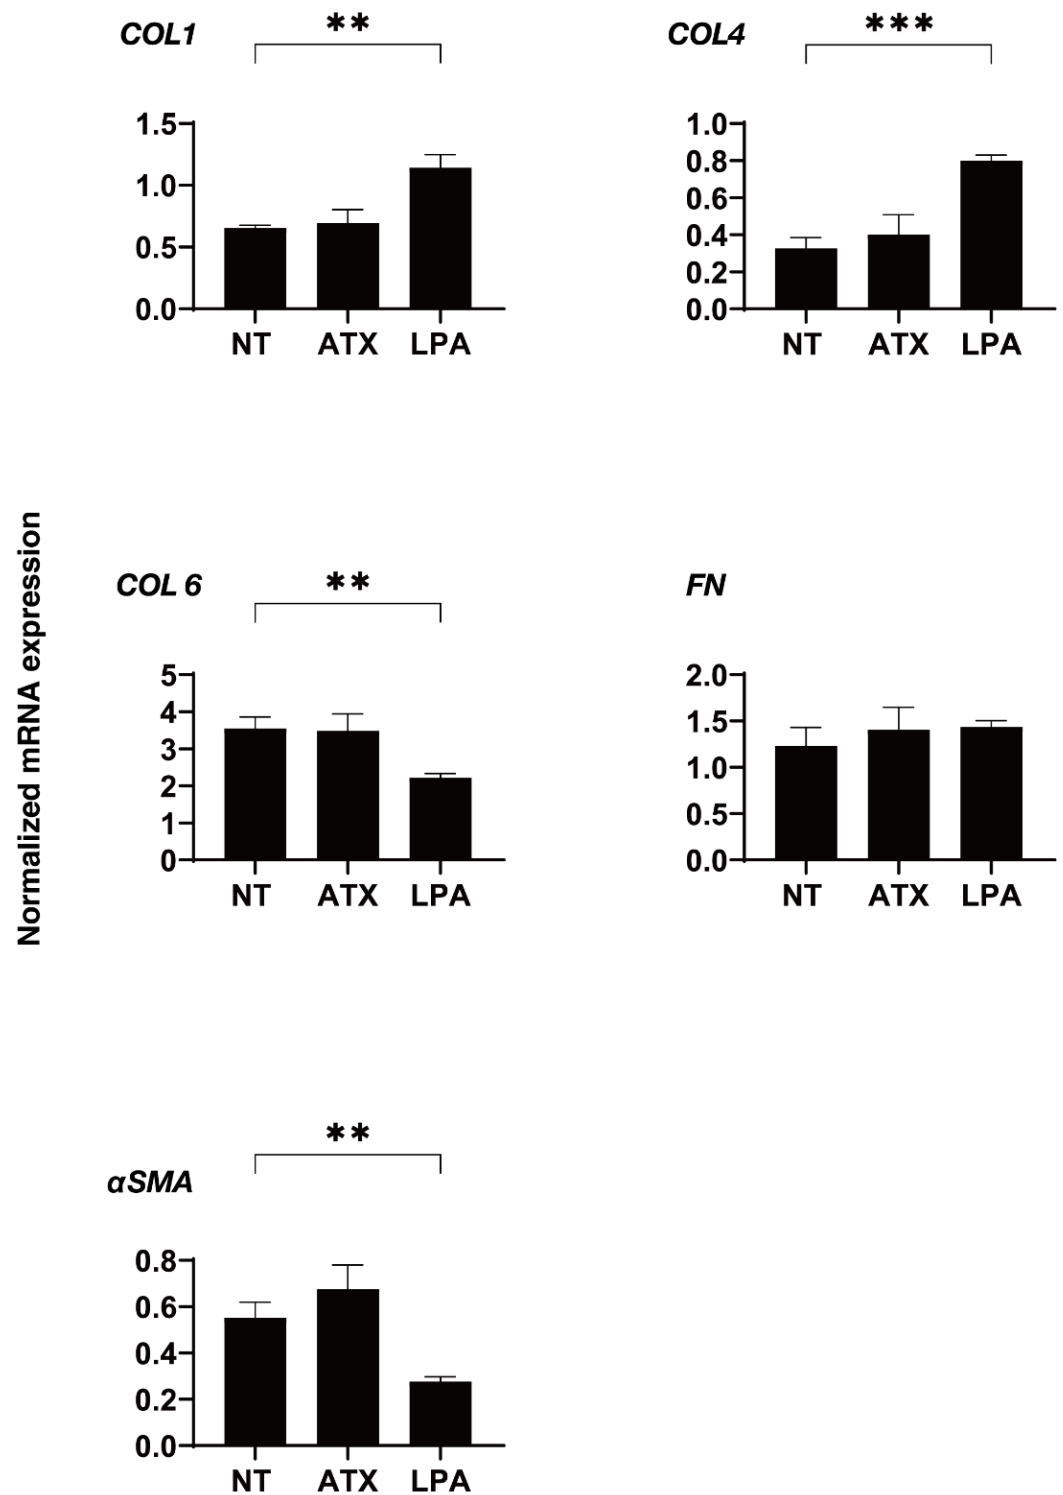 COL1
**
1.5
1.0
0.5
0.0
NT ATX LPA
COL4
***
1.0
0.8
0.6
0.4
0.2
0.0
NT ATX LPA
Normalized mRNA expression
COL 6
**
5
4
3
2
1
0
NT ATX LPA
FN
2.0
1.5
1.0
0.5
0.0
NT ATX LPA
αSMA
**
0.8
0.6
0.4
0.2
0.0
NT ATX LPA